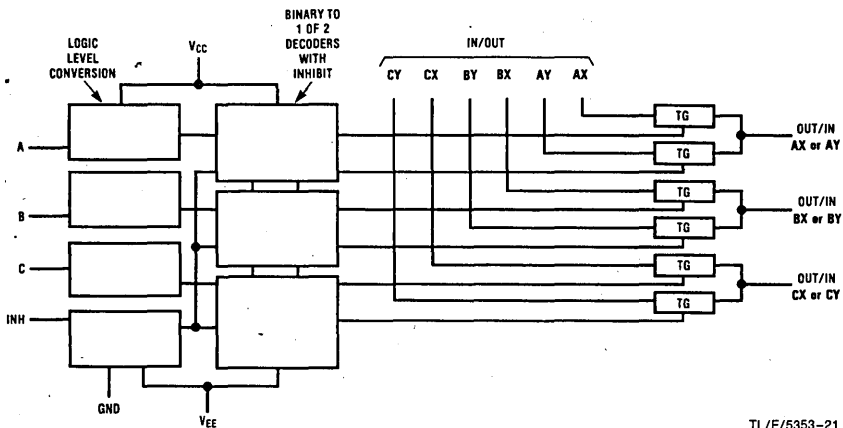 BINARY TO
1 OF 2
DECODERS
WITH
INHIBIT
LOGIC
LEVEL
CONVERSION
VCC
IN/OUT
CY CX BY BX AY AX
A
B
C
INH
GND
VEE
TG
TG
TG
TG
TG
TG
OUT/IN
AX or AY
OUT/IN
BX or BY
OUT/IN
CX or CY
TL/F/5353-21